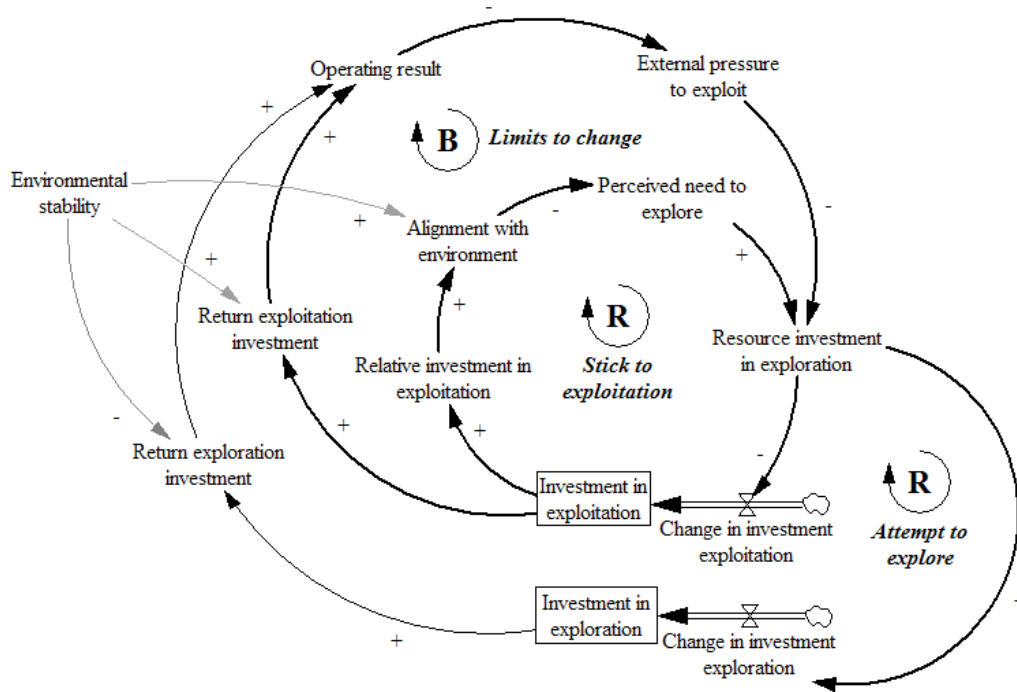 -
Operating result
External pressure
to exploit
+
+
B
Limits to change
Environmental
stability
Perceived need to
explore
-
-
+
Alignment with
environment
+
+
+
R
Return exploitation
investment
Resource investment
in exploration
Relative investment in
exploitation
Stick to
exploitation
-
+
+
-
Return exploration
investment
R
Investment in
exploitation
Change in investment
exploitation
Attempt to
explore
Investment in
exploration
+
+
Change in investment
exploration